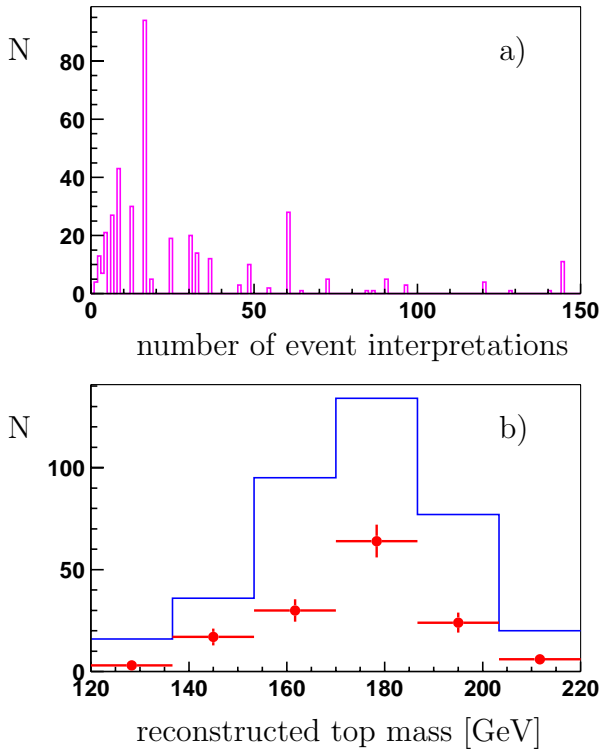 N
a)
80
60
40
20
0
0 50 100 150
number of event interpretations
N
b)
100
50
0
120 140 160 180 200 220
reconstructed top mass [GeV]